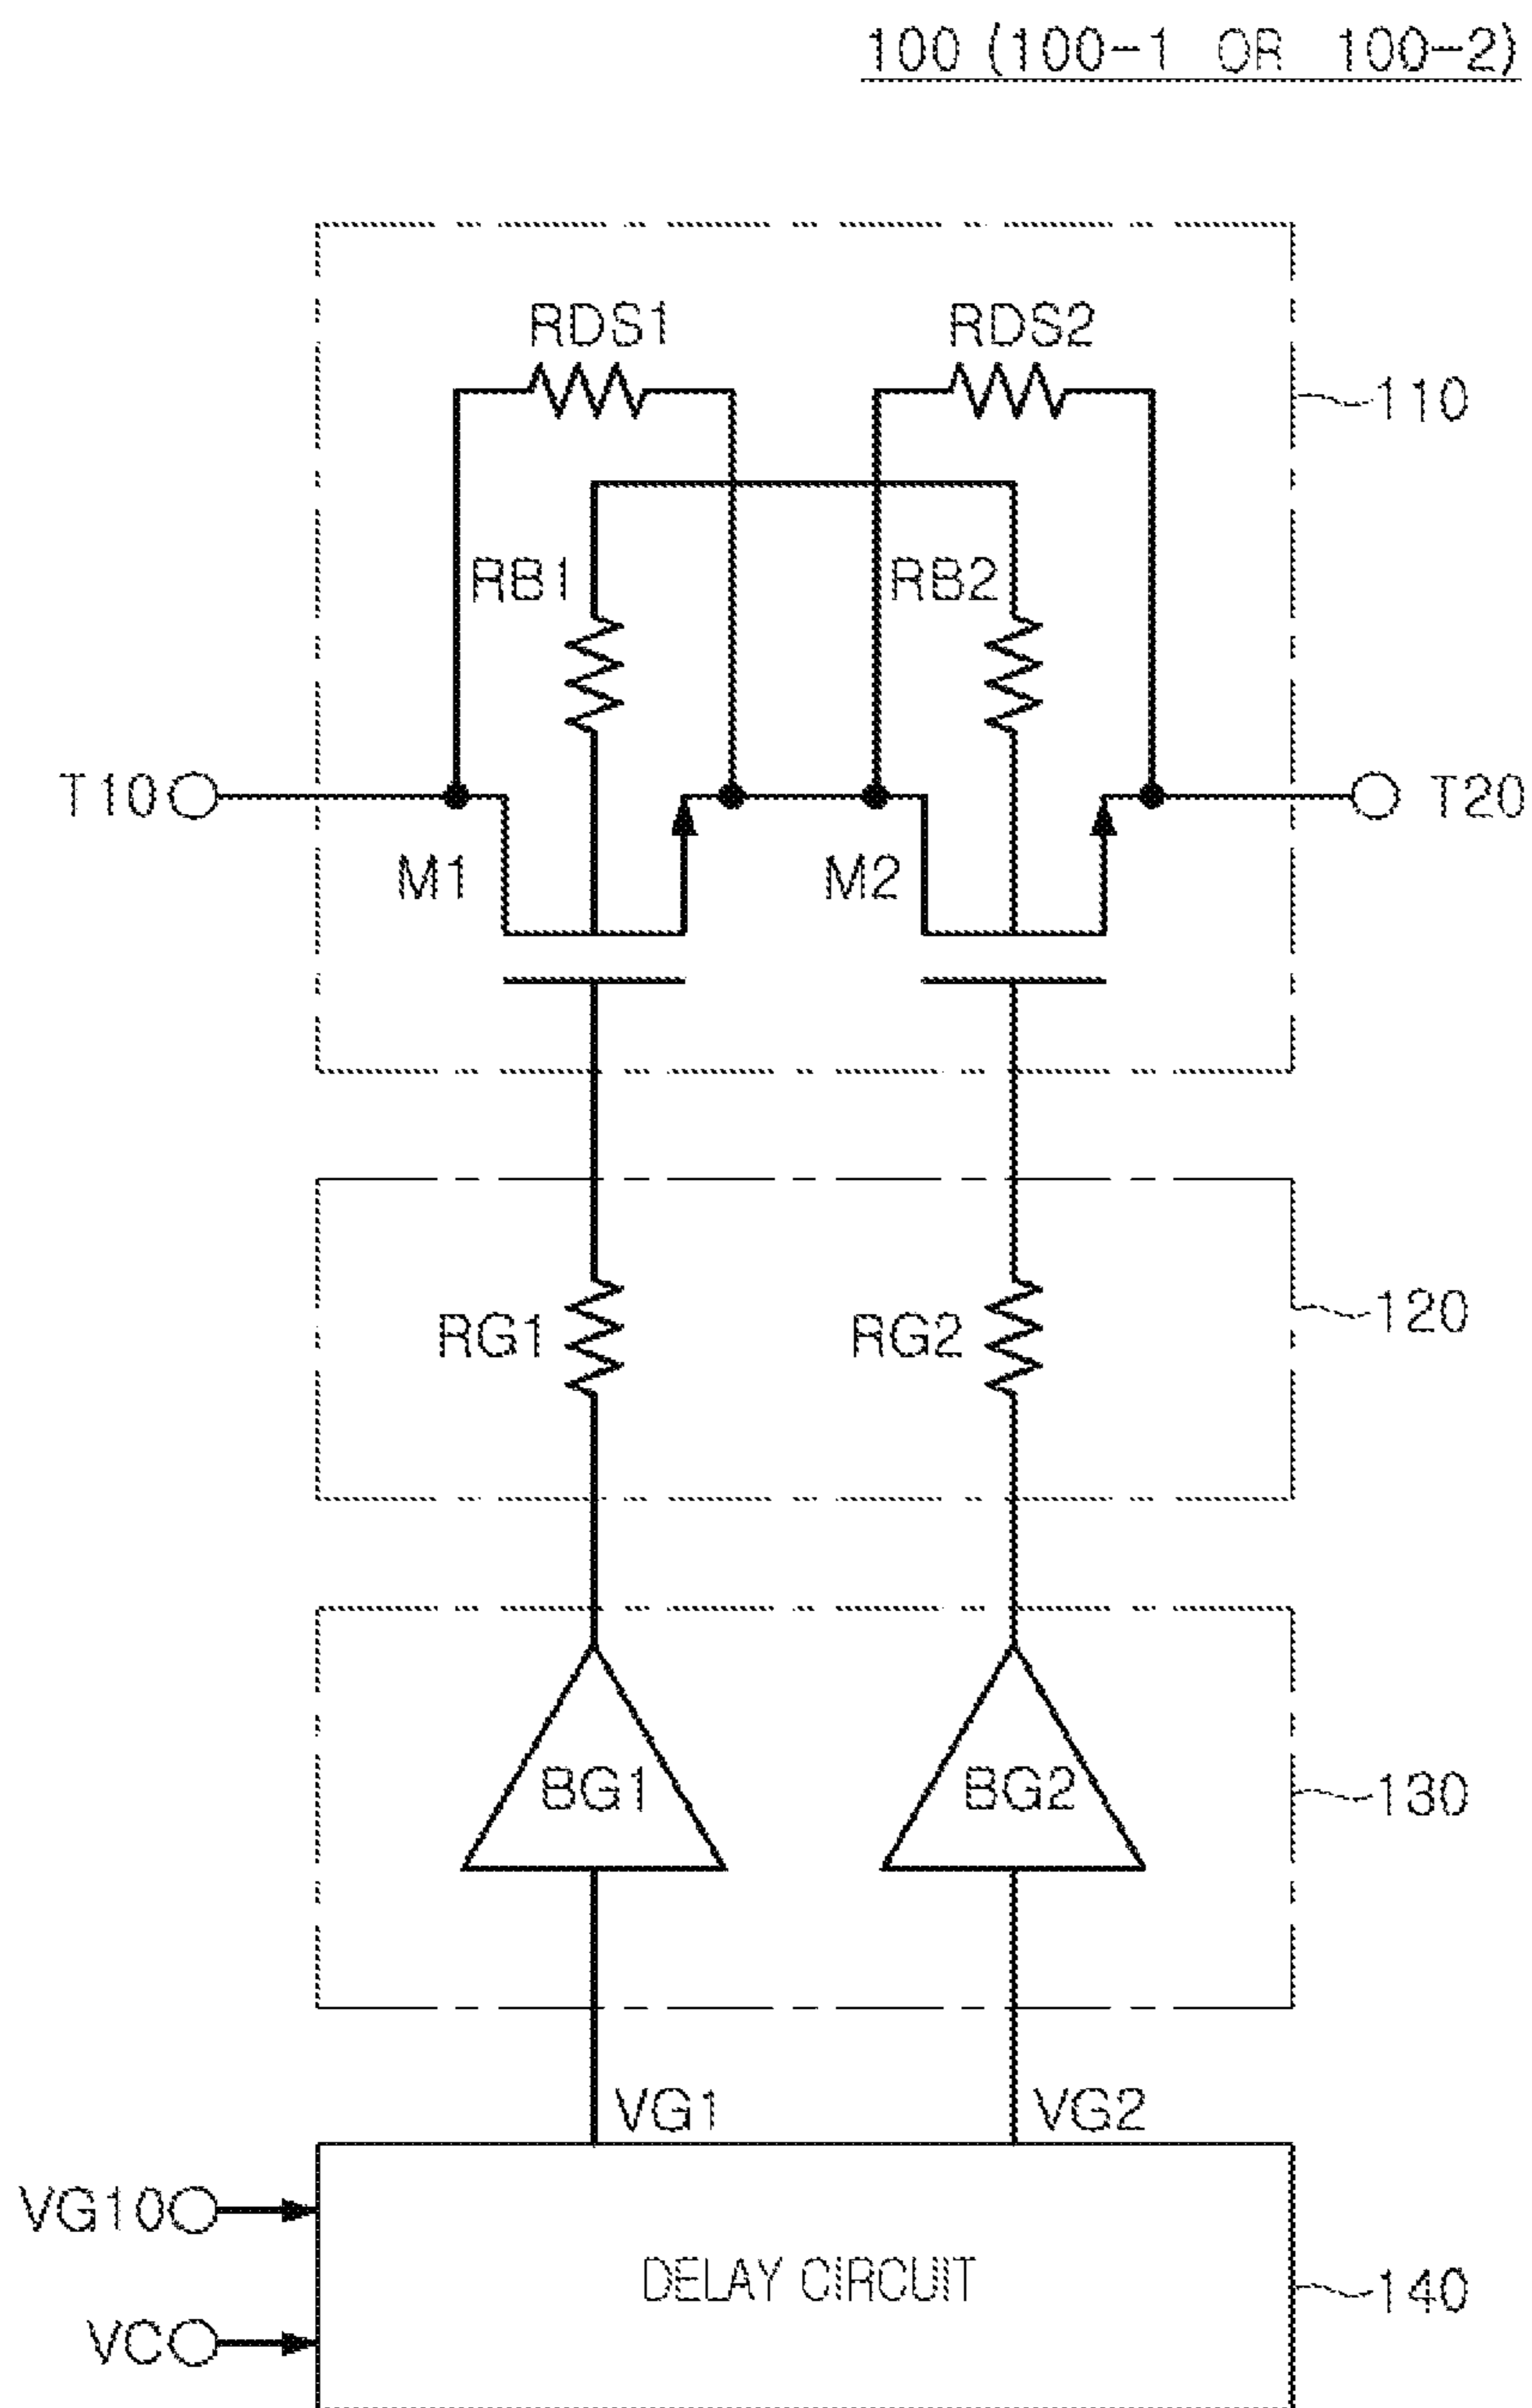 100 (100-1 OR 100-2)
RDS1 RDS2
110
RB1 RB2
T10 T20
M1 M2
120
RG1 RG2
130
BG1 BG2
VG1 VG2
VG10
DELAY CIRCUIT
140
VC